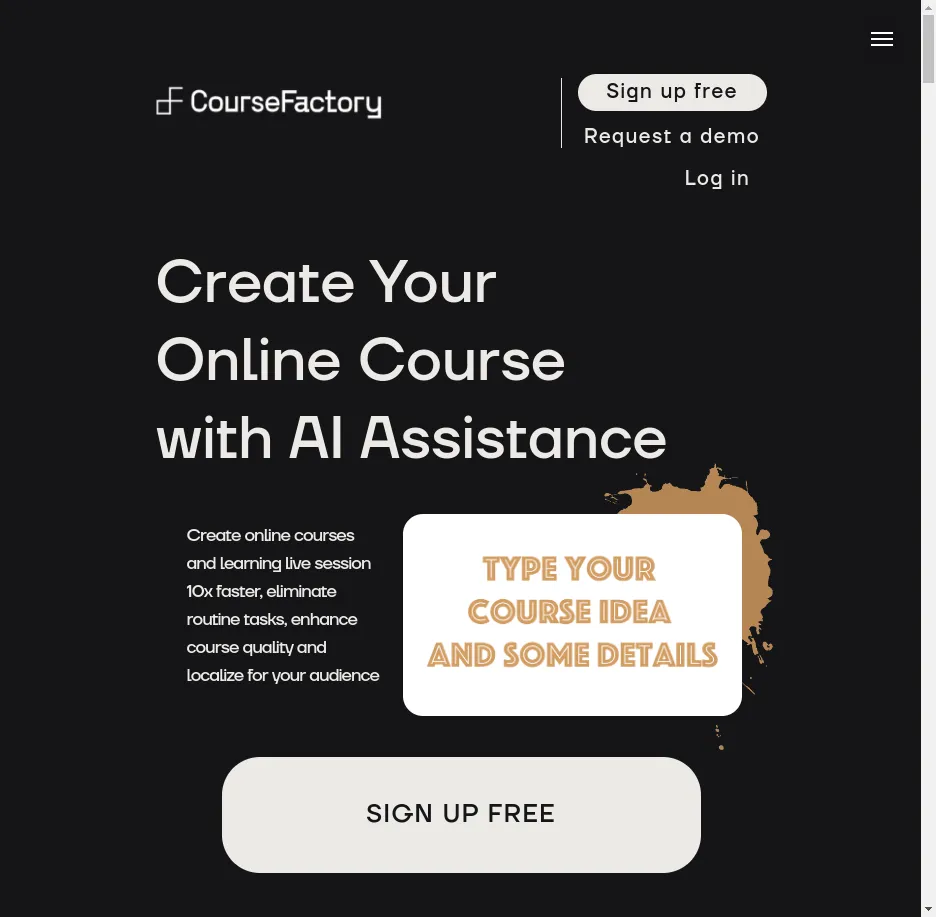 CourseFactory
Sign up free
Request a demo
Log in
Create Your
Online Course
with AI Assistance
Create online courses
and learning live session
10x faster, eliminate
routine tasks, enhance
course quality and
localize for your audience
TYPE YOUR
COURSE IDEA
AND SOME DETAILS
SIGN UP FREE